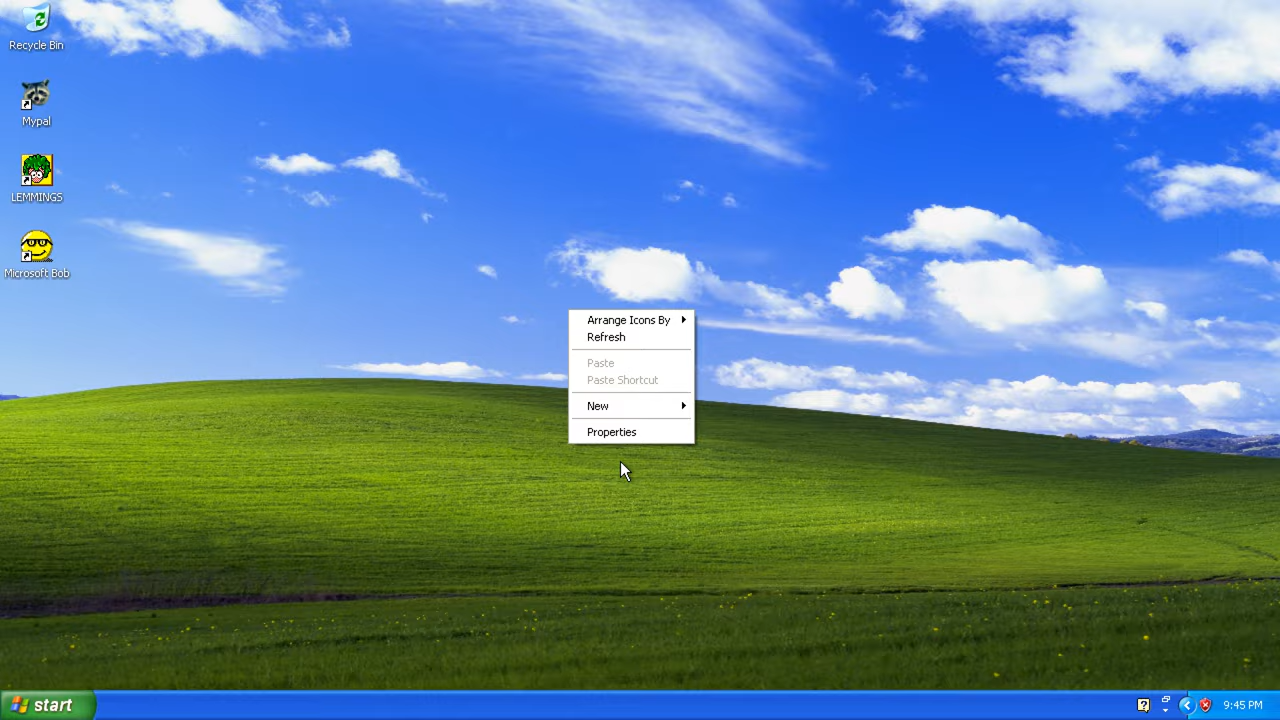 Recycle Bin
Mypal
LEMMINGS
Microsoft Bob
Arrange Icons By
Refresh
Paste
Paste Shortcut
New
Properties
start
?
9:45 PM